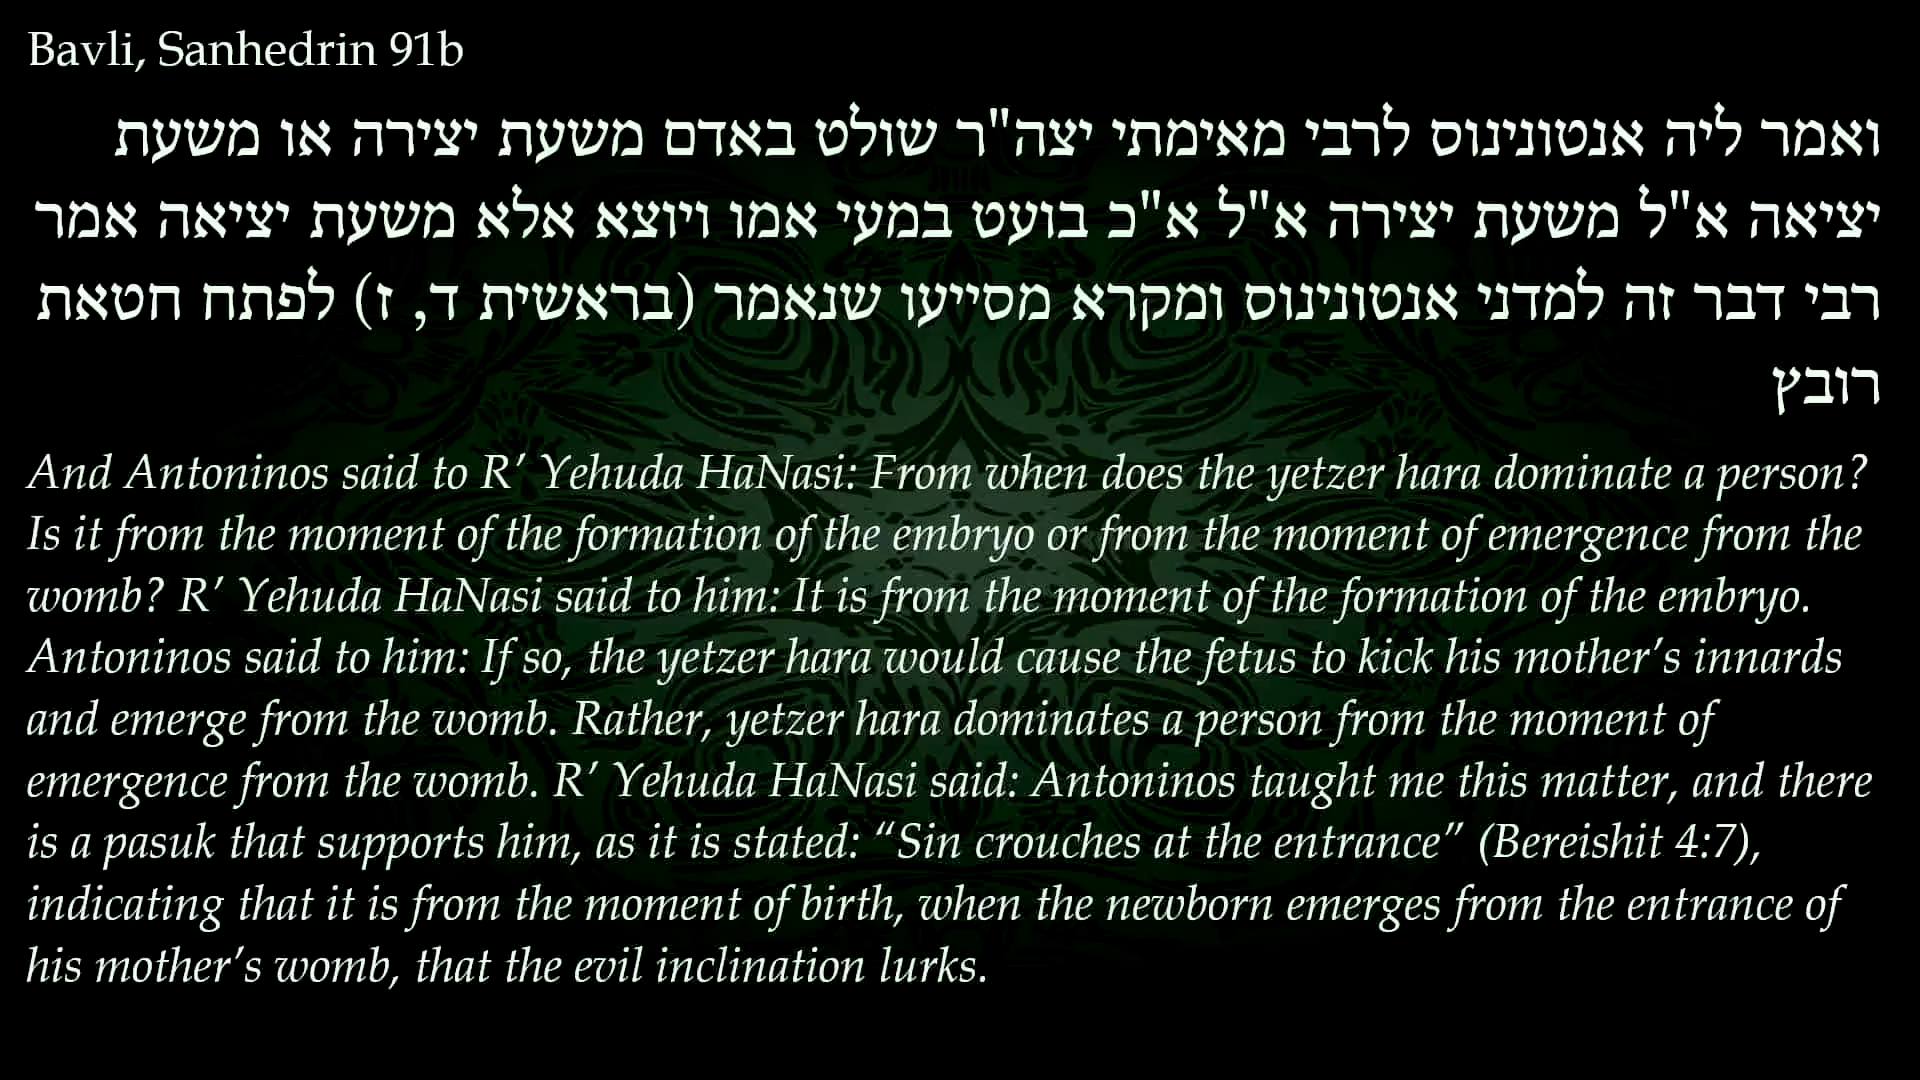 Bavli, Sanhedrin 91b
ואמר ליה אנטונינוס לרבי מאימתי יצה"ר שולט באדם משעת יצירה או משעת
יציאה א"ל משעת יצירה א"ל א"כ בועט במעי אמו ויוצא אלא משעת יציאה אמר
רבי דבר זה למדני אנטונינוס ומקרא מסייעו שנאמר (בראשית ד, ז) לפתח חטאת
רובץ
And Antoninos said to R’ Yehuda HaNasi: From when does the yetzer hara dominate a person?
Is it from the moment of the formation of the embryo or from the moment of emergence from the
womb? R’ Yehuda HaNasi said to him: It is from the moment of the formation of the embryo.
Antoninos said to him: If so, the yetzer hara would cause the fetus to kick his mother’s innards
and emerge from the womb. Rather, yetzer hara dominates a person from the moment of
emergence from the womb. R’ Yehuda HaNasi said: Antoninos taught me this matter, and there
is a pasuk that supports him, as it is stated: “Sin crouches at the entrance” (Bereishit 4:7),
indicating that it is from the moment of birth, when the newborn emerges from the entrance of
his mother’s womb, that the evil inclination lurks.